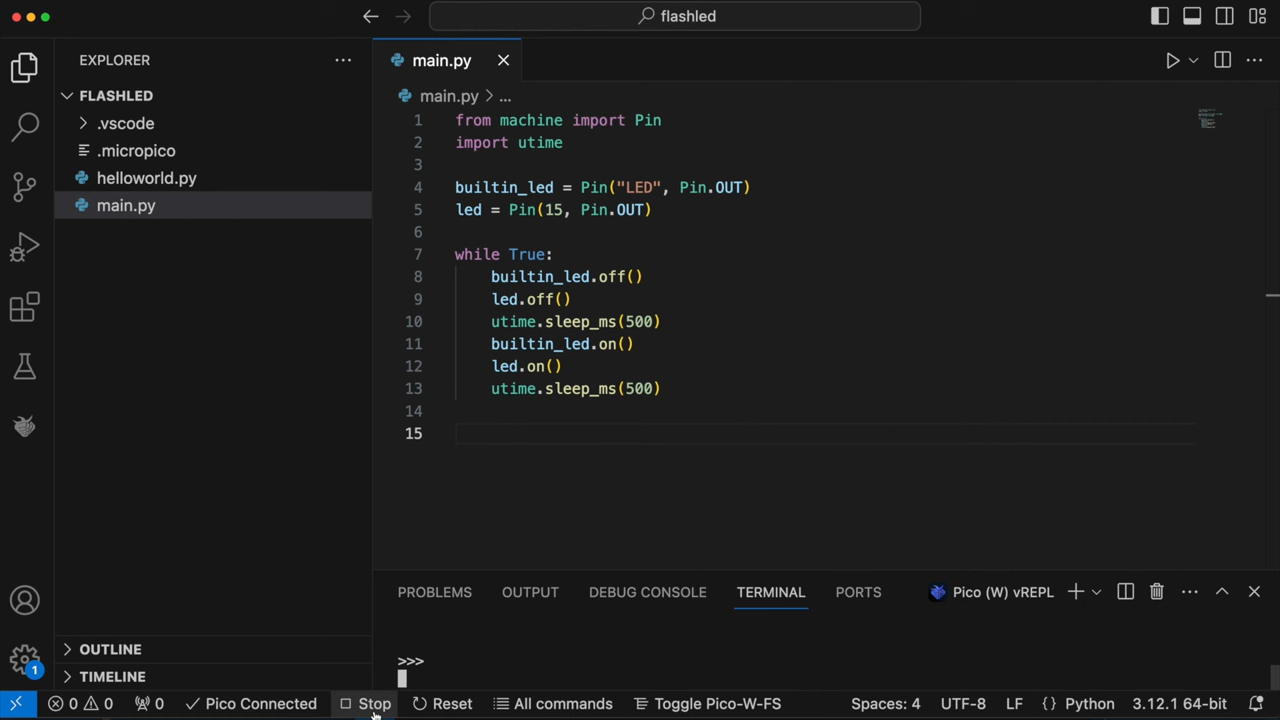 flashled
EXPLORER
FLASHLED
.vscode
.micropico
helloworld.py
main.py
OUTLINE
TIMELINE
main.py
main.py > ...
1 from machine import Pin
2 import utime
3
4 builtin_led = Pin("LED", Pin.OUT)
5 led = Pin(15, Pin.OUT)
6
7 while True:
8     builtin_led.off()
9     led.off()
10     utime.sleep_ms(500)
11     builtin_led.on()
12     led.on()
13     utime.sleep_ms(500)
14
15
PROBLEMS OUTPUT DEBUG CONSOLE TERMINAL PORTS Pico (W) vREPL
>>>
1
0 0 0 Pico Connected Stop Reset All commands Toggle Pico-W-FS Spaces: 4 UTF-8 LF {} Python 3.12.1 64-bit